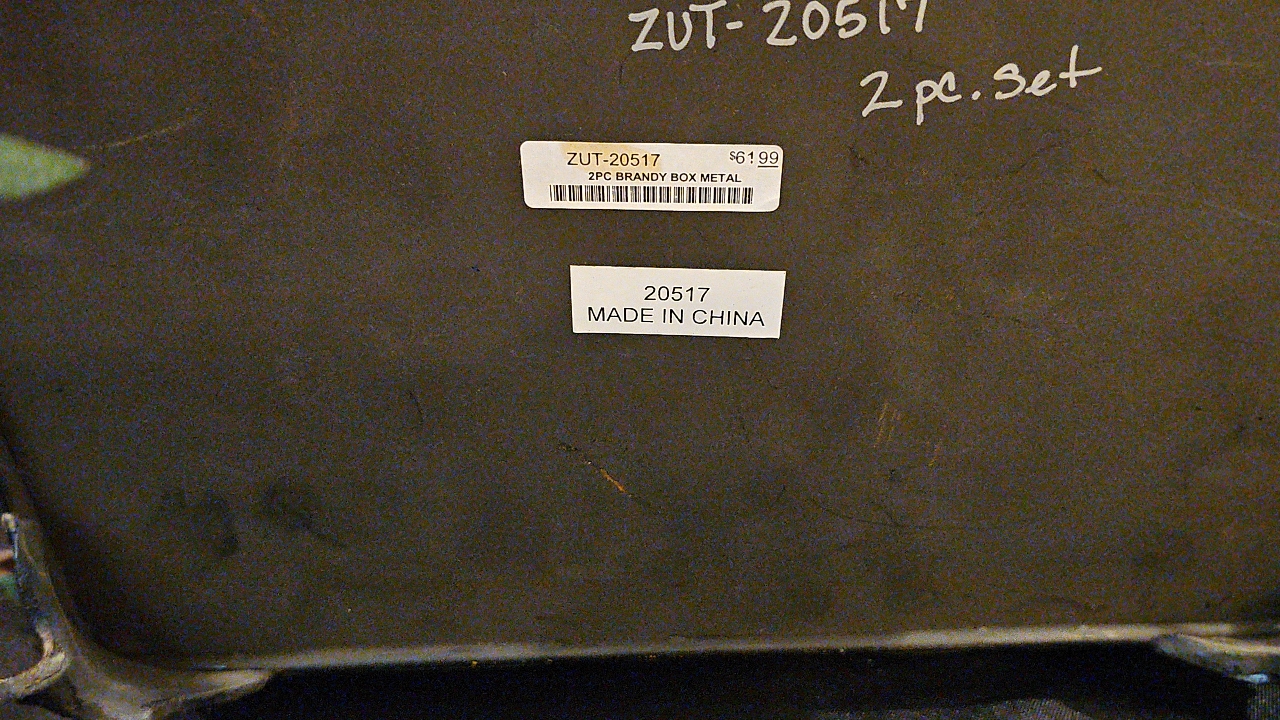 ZUT-20517
2 pc. set
ZUT-20517 $61.99
2PC BRANDY BOX METAL
20517
MADE IN CHINA